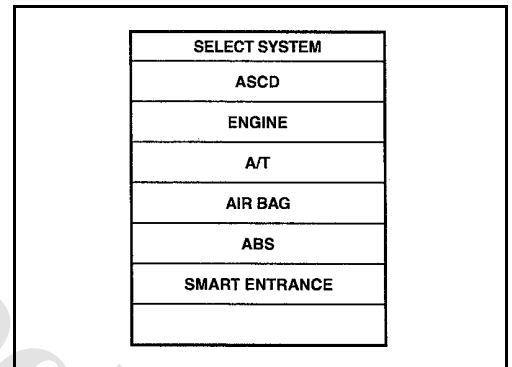 SELECT SYSTEM
ASCD
ENGINE
A/T
AIR BAG
ABS
SMART ENTRANCE